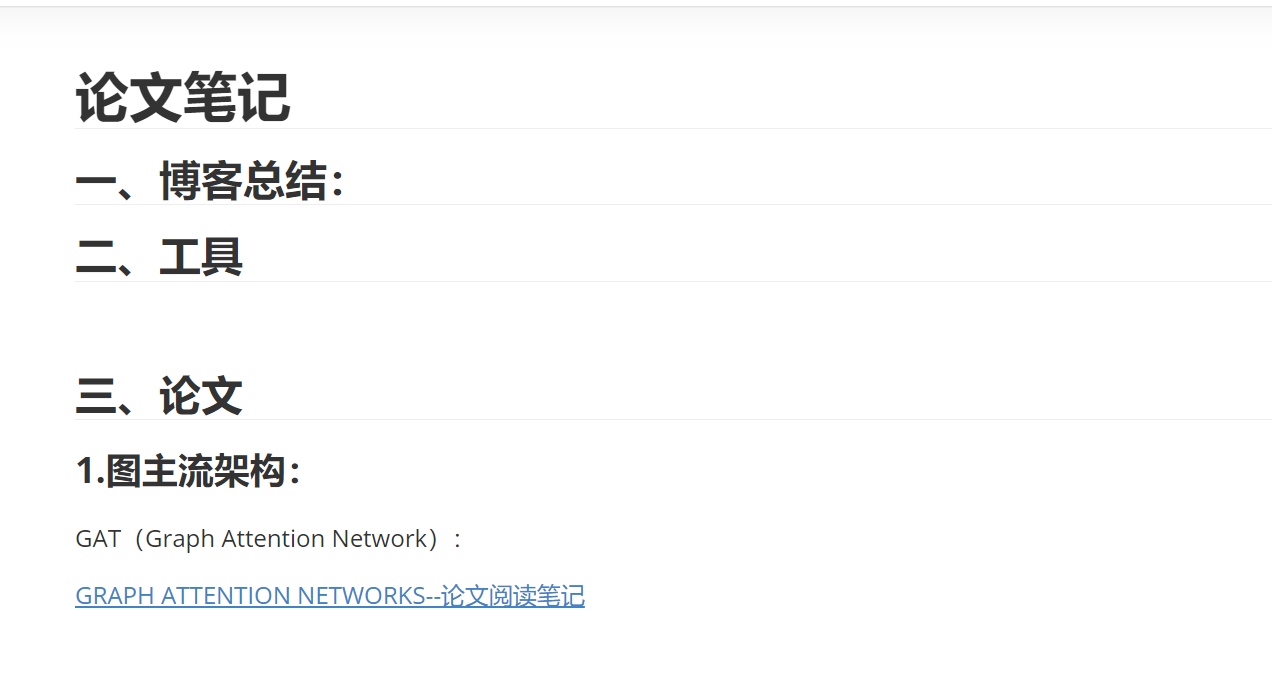 论文笔记
一、博客总结：
二、工具
三、论文
1.图主流架构：
GAT（Graph Attention Network）：
GRAPH ATTENTION NETWORKS--论文阅读笔记